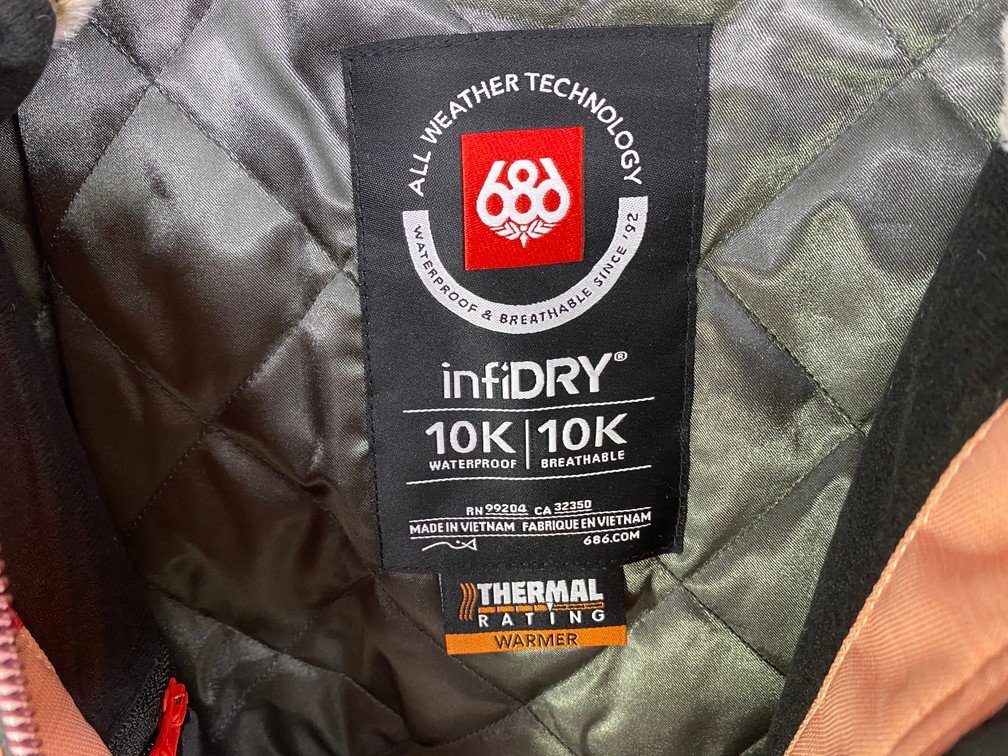 ALL WEATHER TECHNOLOGY
686
WATERPROOF & BREATHABLE SINCE '92
infiDRY®
10K | 10K
WATERPROOF BREATHABLE
RN 99204 CA 32350
MADE IN VIETNAM FABRIQUE EN VIETNAM
686.COM
THERMAL
RATING
WARMER